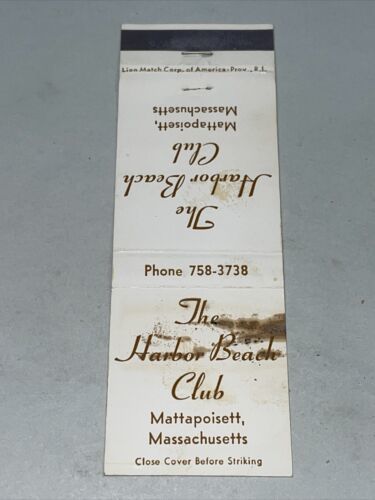 Lion Match Corp. of America-Prov., R.I.
Mattapoisett,
Massachusetts
The
Harbor Beach
Club
Phone 758-3738
The
Harbor Beach
Club
Mattapoisett,
Massachusetts
Close Cover Before Striking